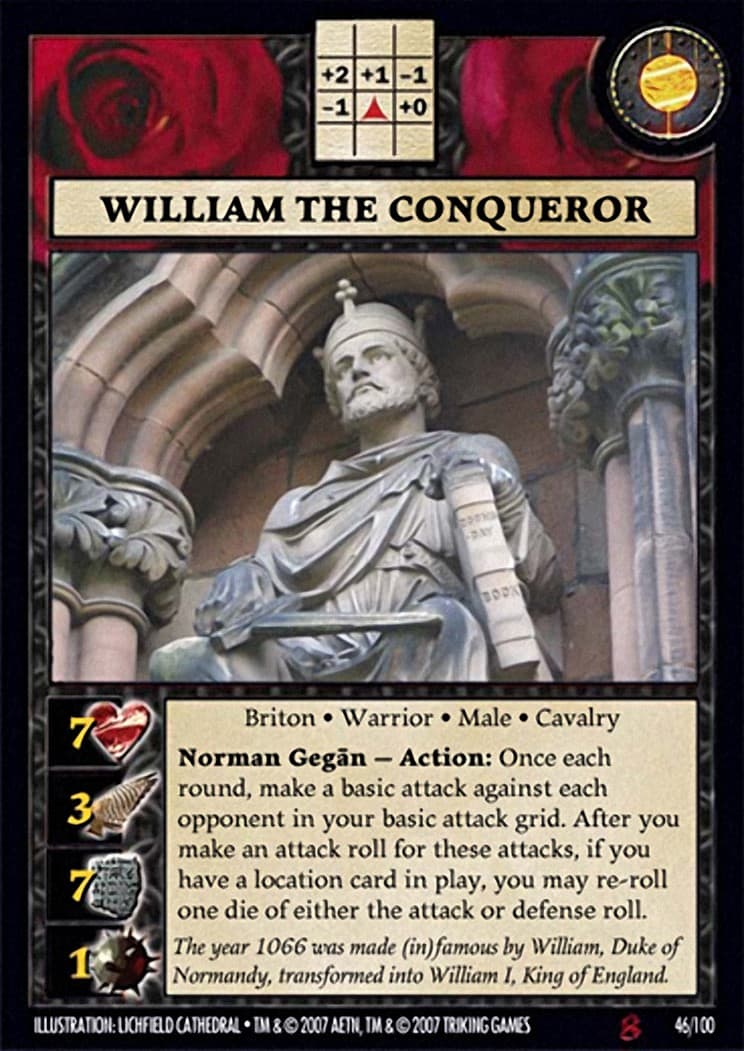 +2 +1 -1
-1 +0
WILLIAM THE CONQUEROR
DOOMS
DAY
BOOK
7
Briton • Warrior • Male • Cavalry
Norman Gegān – Action: Once each
round, make a basic attack against each
3
opponent in your basic attack grid. After you
make an attack roll for these attacks, if you
7
have a location card in play, you may re-roll
one die of either the attack or defense roll.
1
The year 1066 was made (in)famous by William, Duke of
Normandy, transformed into William I, King of England.
ILLUSTRATION: LICHFIELD CATHEDRAL • TM & © 2007 AETN, TM & © 2007 TRIKING GAMES
8
46/100